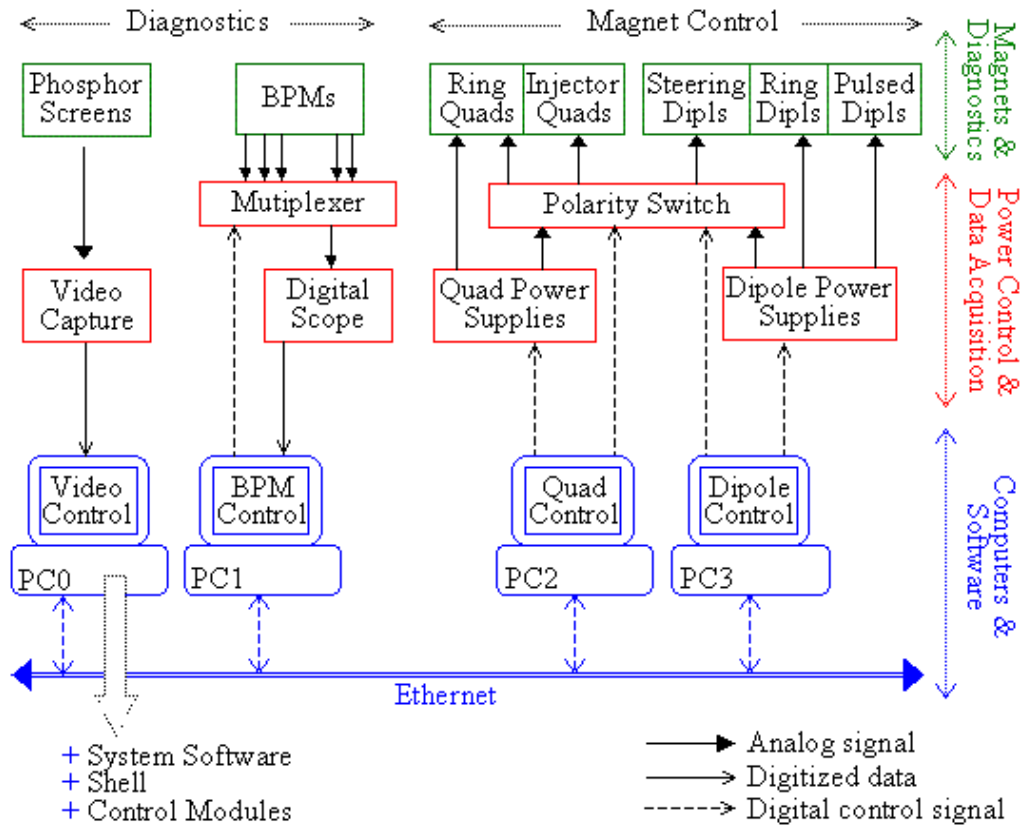 Diagnostics
Magnet Control
Phosphor
Screens
BPMs
Ring
Quads
Injector
Quads
Steering
Dipls
Ring
Dipls
Pulsed
Dipls
Magnets &
Diagnostics
Mutiplexer
Polarity Switch
Video
Capture
Digital
Scope
Quad Power
Supplies
Dipole Power
Supplies
Power Control &
Data Acquisition
Video
Control
BPM
Control
Quad
Control
Dipole
Control
PC0
PC1
PC2
PC3
Computers &
Software
Ethernet
+ System Software
+ Shell
+ Control Modules
Analog signal
Digitized data
Digital control signal